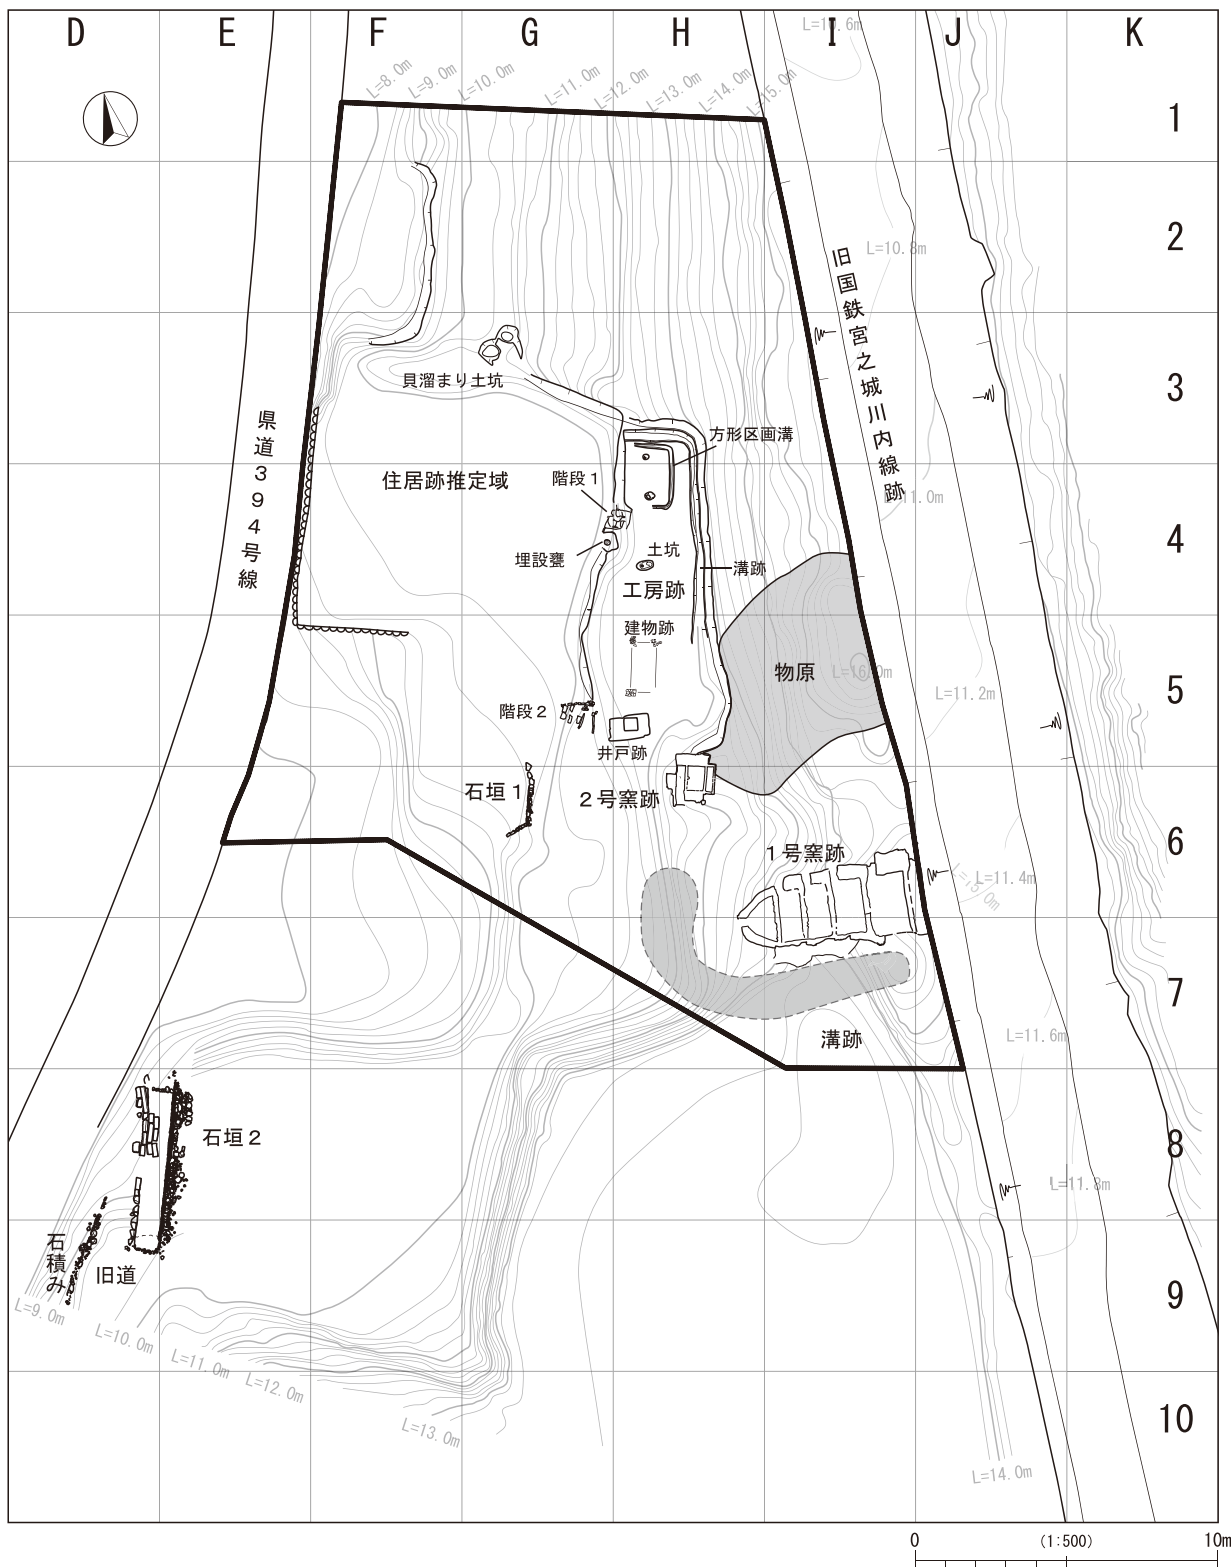 D E F G H I J K
L=10.6m
L=8.0m
L=9.0m
L=10.0m
L=11.0m
L=12.0m
L=13.0m
L=14.0m
L=15.0m
1
2
L=10.8m
旧国鉄宮之城川内線跡
3
貝溜まり土坑
県道394号線
方形区画溝
住居跡推定域
階段1
L=11.0m
4
埋設甕
土坑
溝跡
工房跡
建物跡
物原
L=16.0m
5
L=11.2m
階段2
井戸跡
石垣1
2号窯跡
6
1号窯跡
L=11.4m
L=15.0m
7
溝跡
L=11.6m
石垣2
8
L=11.8m
石積み
旧道
9
L=9.0m
L=10.0m
L=11.0m
L=12.0m
L=13.0m
10
L=14.0m
0 (1:500) 10m